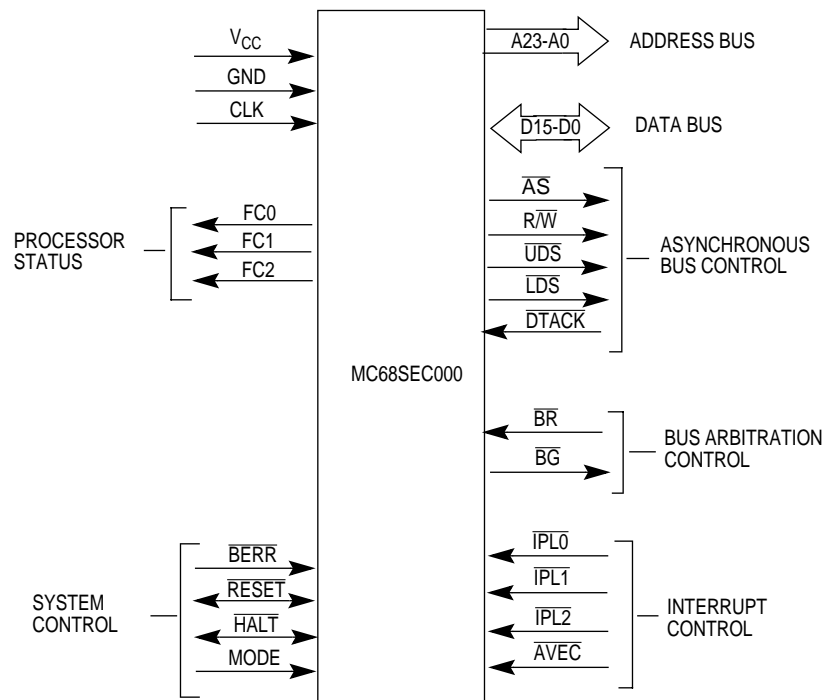 VCC
GND
CLK
A23-A0
ADDRESS BUS
D15-D0
DATA BUS
PROCESSOR
STATUS
FC0
FC1
FC2
AS
R/W
UDS
LDS
DTACK
ASYNCHRONOUS
BUS CONTROL
MC68SEC000
BR
BG
BUS ARBITRATION
CONTROL
SYSTEM
CONTROL
BERR
RESET
HALT
MODE
IPL0
IPL1
IPL2
AVEC
INTERRUPT
CONTROL